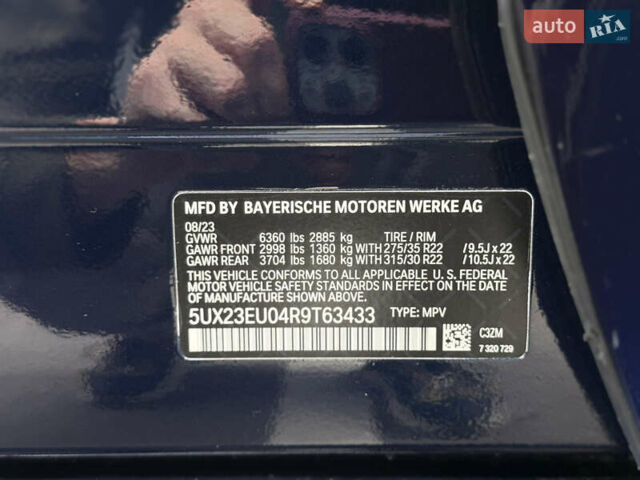 auto RIA .com
MFD BY BAYERISCHE MOTOREN WERKE AG
08/23
GVWR 6360 lbs 2885 kg TIRE / RIM
GAWR FRONT 2998 lbs 1360 kg WITH 275/35 R22 /9.5J x 22
GAWR REAR 3704 lbs 1680 kg WITH 315/30 R22 /10.5J x 22
THIS VEHICLE CONFORMS TO ALL APPLICABLE U. S. FEDERAL
MOTOR VEHICLE SAFETY STANDARDS IN EFFECT ON THE
DATE OF MANUFACTURE SHOWN ABOVE.
5UX23EU04R9T63433 TYPE: MPV
C3ZM
7 320 729